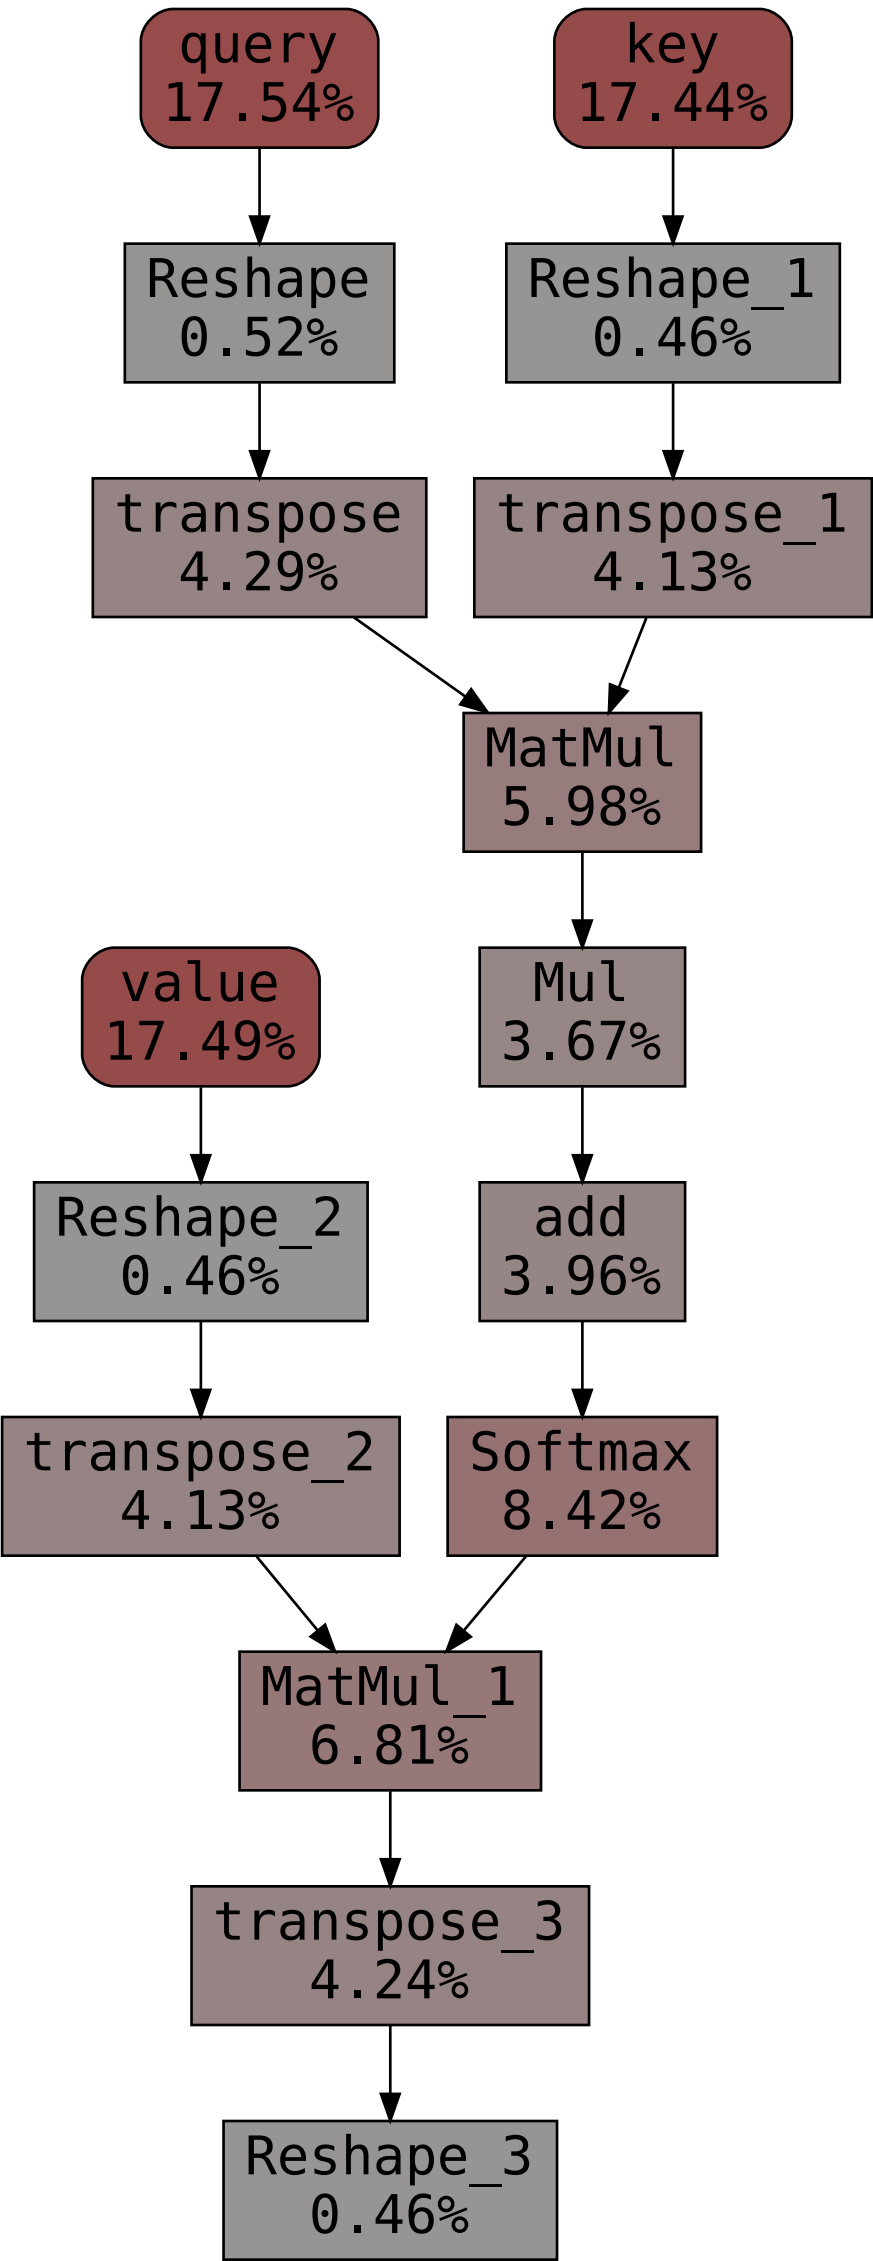 query
17.54%
key
17.44%
Reshape
0.52%
Reshape_1
0.46%
transpose
4.29%
transpose_1
4.13%
MatMul
5.98%
value
17.49%
Mul
3.67%
Reshape_2
0.46%
add
3.96%
transpose_2
4.13%
Softmax
8.42%
MatMul_1
6.81%
transpose_3
4.24%
Reshape_3
0.46%